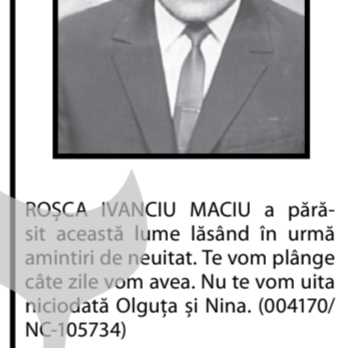 ROȘCA IVANCIU MACIU a pără-
sit această lume lăsând în urmă
amintiri de neuitat. Te vom plânge
câte zile vom avea. Nu te vom uita
niciodată Olguța și Nina. (004170/
NC-105734)